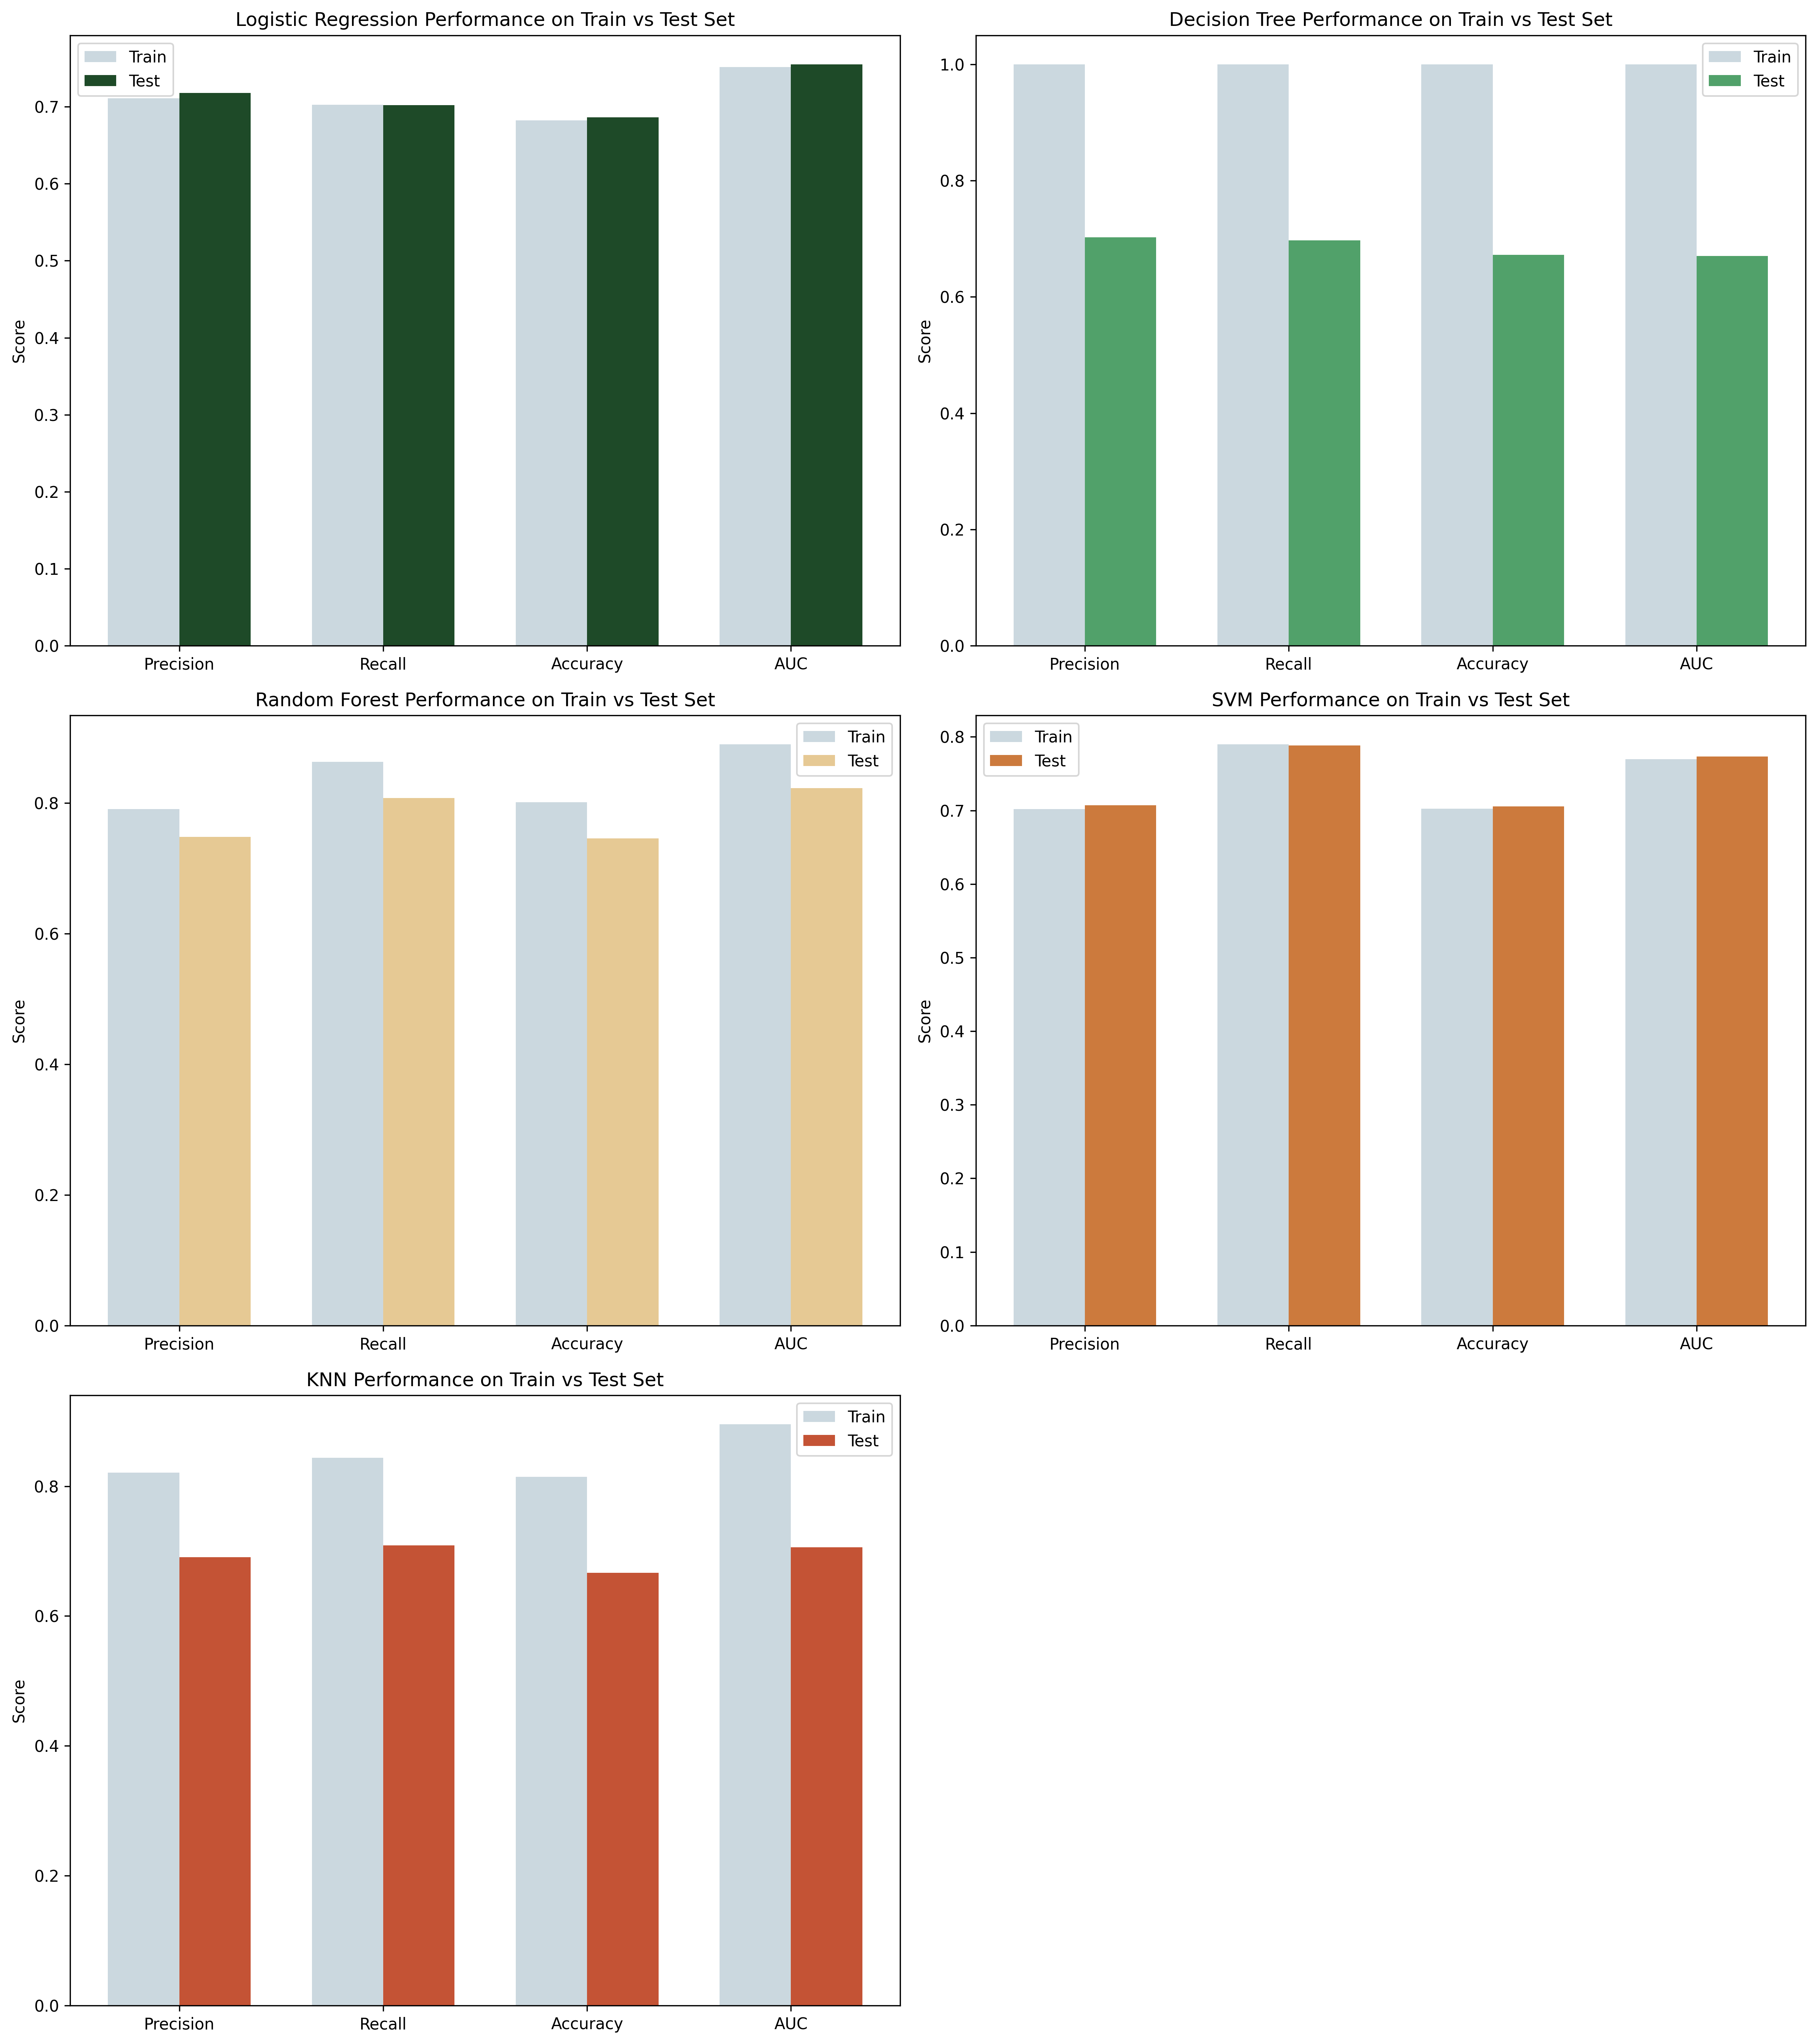 Logistic Regression Performance on Train vs Test Set
Train
Test
Score
0.7
0.6
0.5
0.4
0.3
0.2
0.1
0.0
Precision Recall Accuracy AUC
Decision Tree Performance on Train vs Test Set
Train
Test
Score
1.0
0.8
0.6
0.4
0.2
0.0
Precision Recall Accuracy AUC
Random Forest Performance on Train vs Test Set
Train
Test
Score
0.8
0.6
0.4
0.2
0.0
Precision Recall Accuracy AUC
SVM Performance on Train vs Test Set
Train
Test
Score
0.8
0.7
0.6
0.5
0.4
0.3
0.2
0.1
0.0
Precision Recall Accuracy AUC
KNN Performance on Train vs Test Set
Train
Test
Score
0.8
0.6
0.4
0.2
0.0
Precision Recall Accuracy AUC